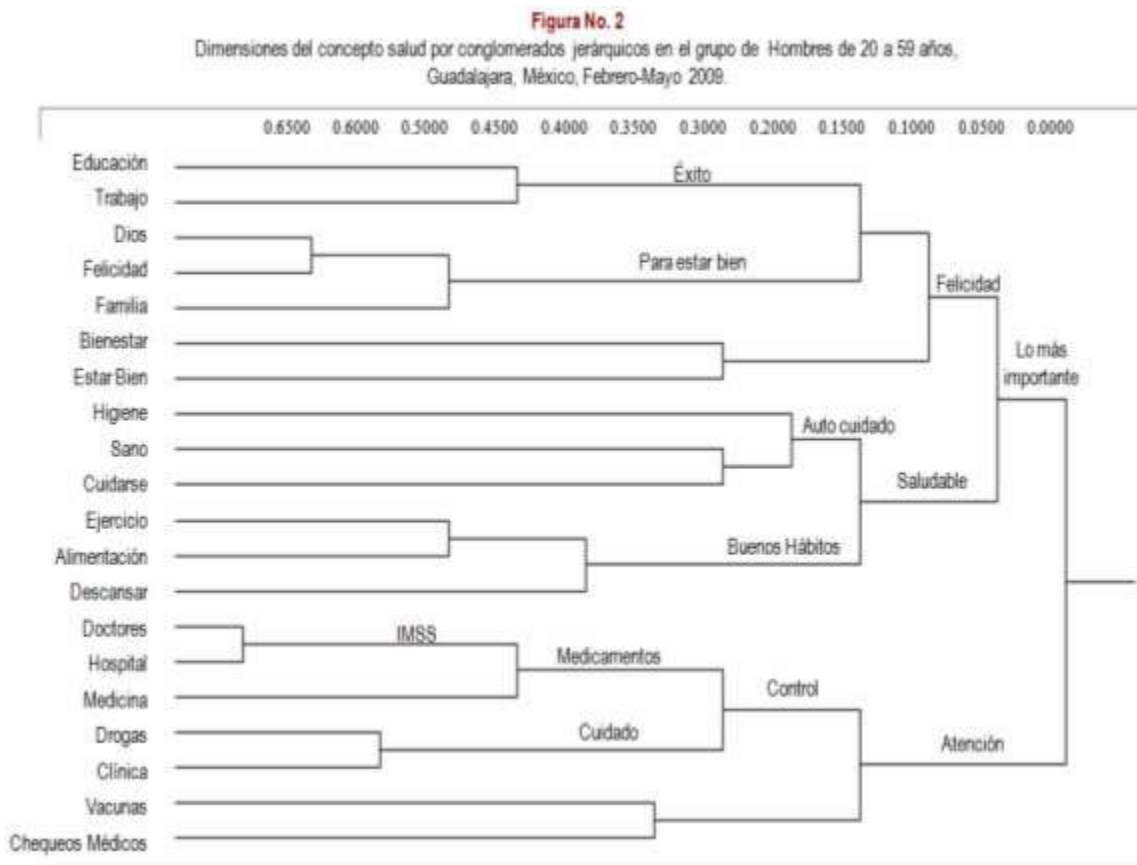 Figura No. 2
Dimensiones del concepto salud por conglomerados jerárquicos en el grupo de Hombres de 20 a 59 años,
Guadalajara, México, Febrero-Mayo 2009.
0.6500 0.6000 0.5000 0.4500 0.4000 0.3500 0.3000 0.2000 0.1500 0.1000 0.0500 0.0000
Educación
Éxito
Trabajo
Dios
Felicidad
Para estar bien
Familia
Felicidad
Bienestar
Estar Bien
Lo más
importante
Higiene
Auto cuidado
Sano
Cuidarse
Saludable
Ejercicio
Alimentación
Buenos Hábitos
Descansar
Doctores
IMSS
Hospital
Medicamentos
Medicina
Control
Drogas
Cuidado
Clínica
Atención
Vacunas
Chequeos Médicos